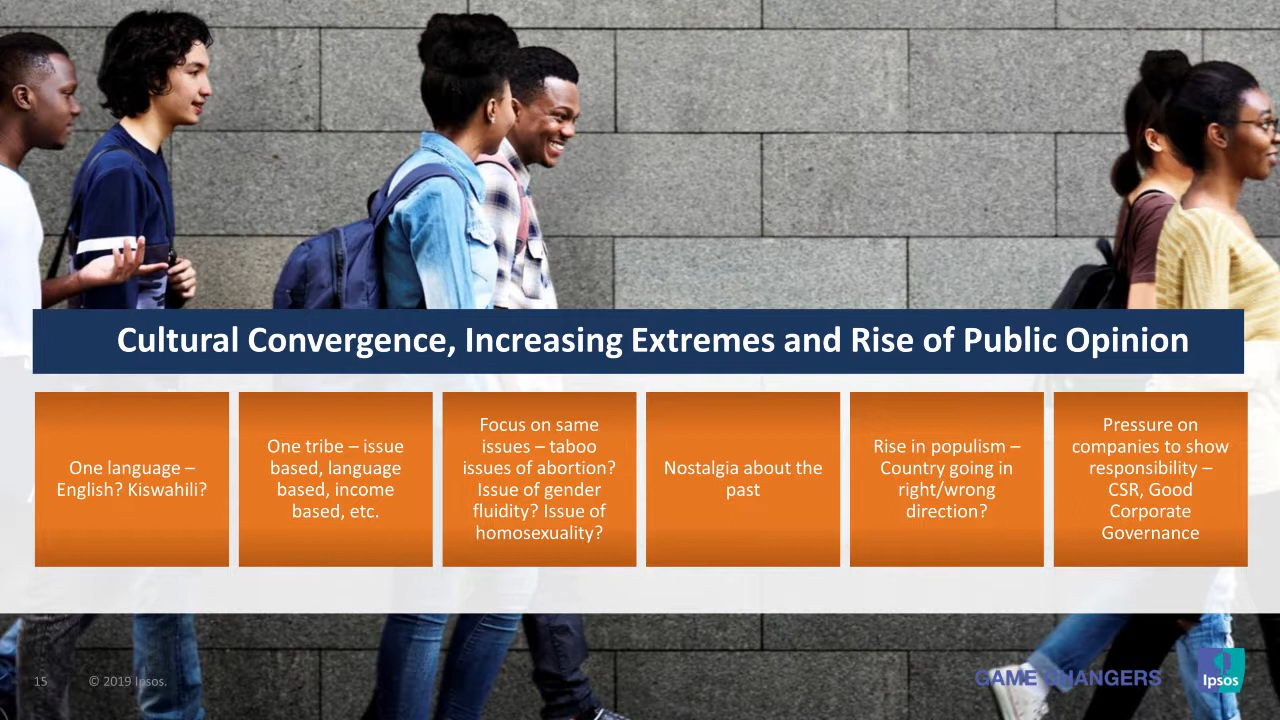 Cultural Convergence, Increasing Extremes and Rise of Public Opinion
One language –
English? Kiswahili?
One tribe – issue
based, language
based, income
based, etc.
Focus on same
issues – taboo
issues of abortion?
Issue of gender
fluidity? Issue of
homosexuality?
Nostalgia about the
past
Rise in populism –
Country going in
right/wrong
direction?
Pressure on
companies to show
responsibility –
CSR, Good
Corporate
Governance
15
© 2019 Ipsos.
GAME CHANGERS
Ipsos